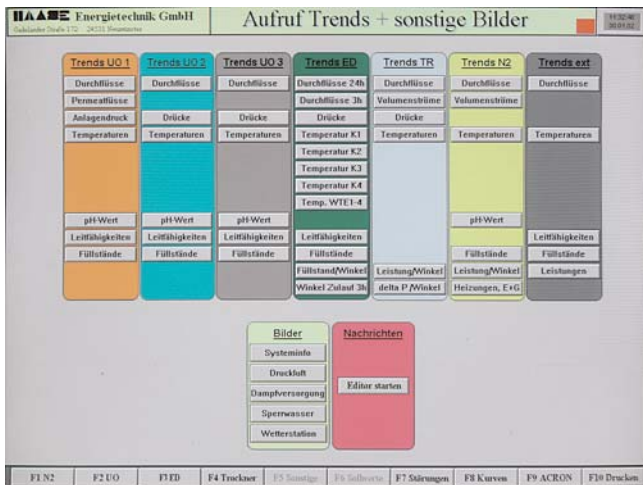 HAASE Energietechnik GmbH
Gadelander Straße 172 24531 Neumünster
Aufruf Trends + sonstige Bilder
Trends UO 1
Durchflüsse
Permeatflüsse
Anlagendruck
Temperaturen
pH-Wert
Leitfähigkeiten
Füllstände
Trends UO 2
Durchflüsse
Drücke
Temperaturen
pH-Wert
Leitfähigkeiten
Füllstände
Trends UO 3
Durchflüsse
Drücke
Temperaturen
pH-Wert
Leitfähigkeiten
Füllstände
Trends ED
Durchflüsse 24h
Durchflüsse 3h
Drücke
Temperatur K1
Temperatur K2
Temperatur K3
Temperatur K4
Temp. WTE1-4
Leitfähigkeiten
Füllstände
Füllstand/Winkel
Winkel Zulauf 3h
Trends TR
Durchflüsse
Volumenströme
Drücke
Temperaturen
Leistung/Winkel
delta P /Winkel
Trends N2
Durchflüsse
Volumenströme
Temperaturen
pH-Wert
Füllstände
Leistung/Winkel
Heizungen, E+G
Trends ext
Durchflüsse
Temperaturen
Leitfähigkeiten
Füllstände
Leistungen
Bilder
Systeminfo
Druckluft
Dampfversorgung
Sperrwasser
Wetterstation
Nachrichten
Editor starten
F1 N2
F2 UO
F3 ED
F4 Trockner
F5 Sonstige
F6 Sollwerte
F7 Störungen
F8 Kurven
F9 ACRON
F10 Drucken